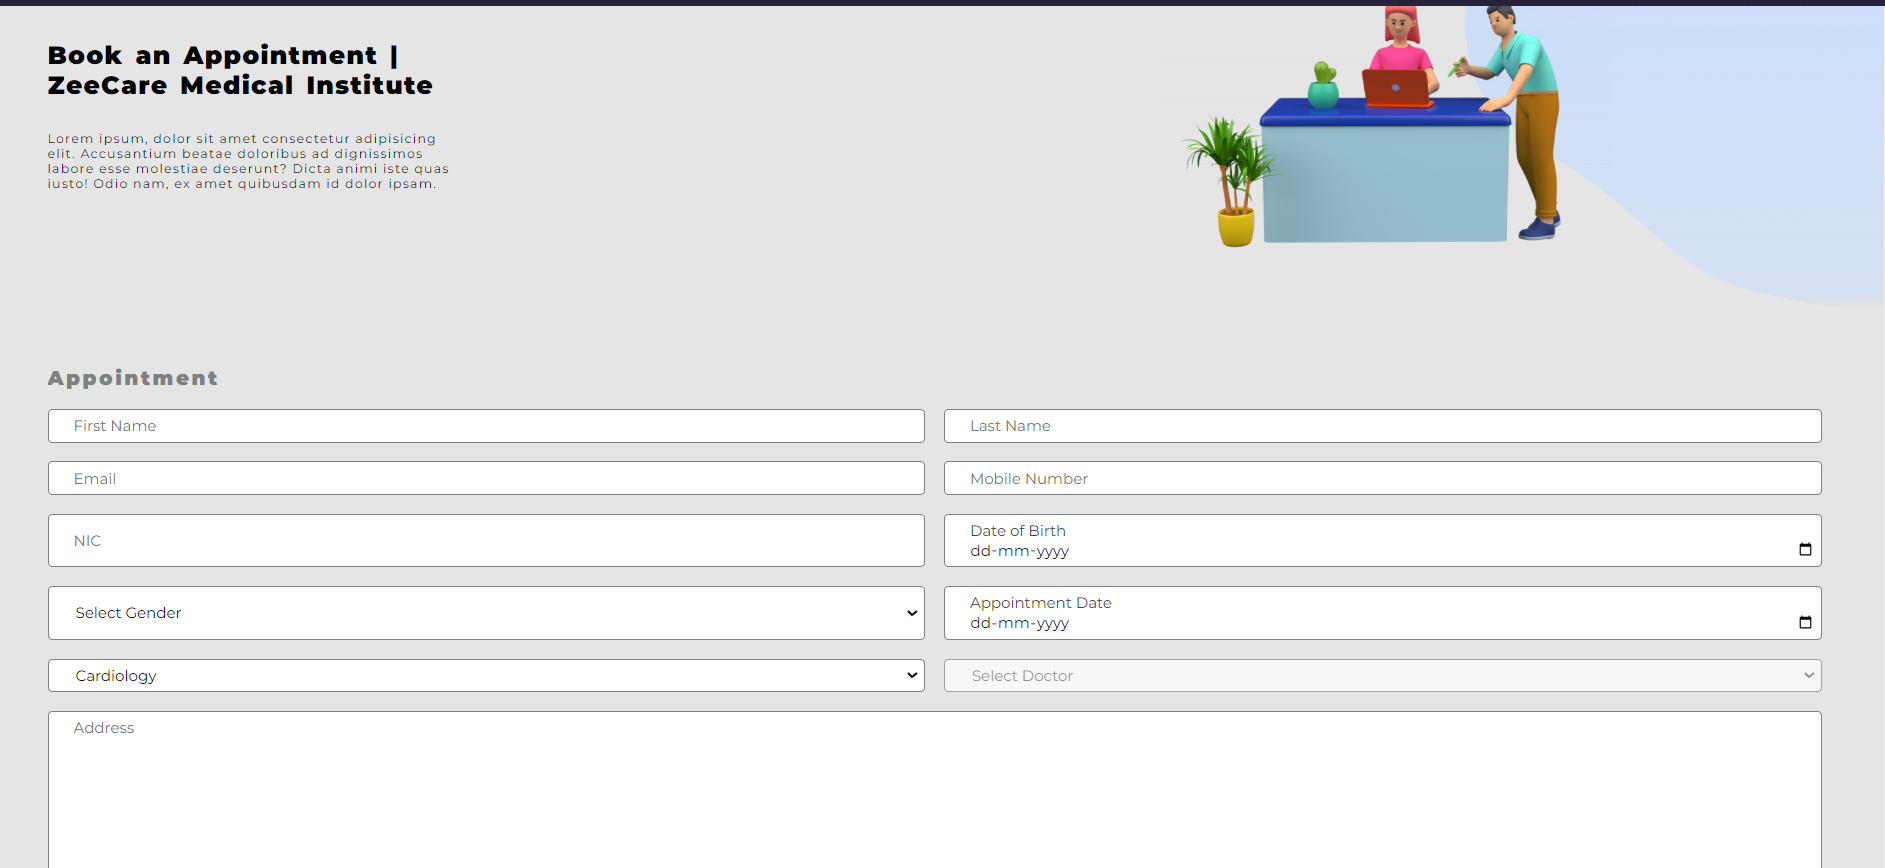 Book an Appointment |
ZeeCare Medical Institute
Lorem ipsum, dolor sit amet consectetur adipisicing
elit. Accusantium beatae doloribus ad dignissimos
labore esse molestiae deserunt? Dicta animi iste quas
iusto! Odio nam, ex amet quibusdam id dolor ipsam.
Appointment
First Name
Last Name
Email
Mobile Number
NIC
Date of Birth
dd-mm-yyyy
Select Gender
Appointment Date
dd-mm-yyyy
Cardiology
Select Doctor
Address